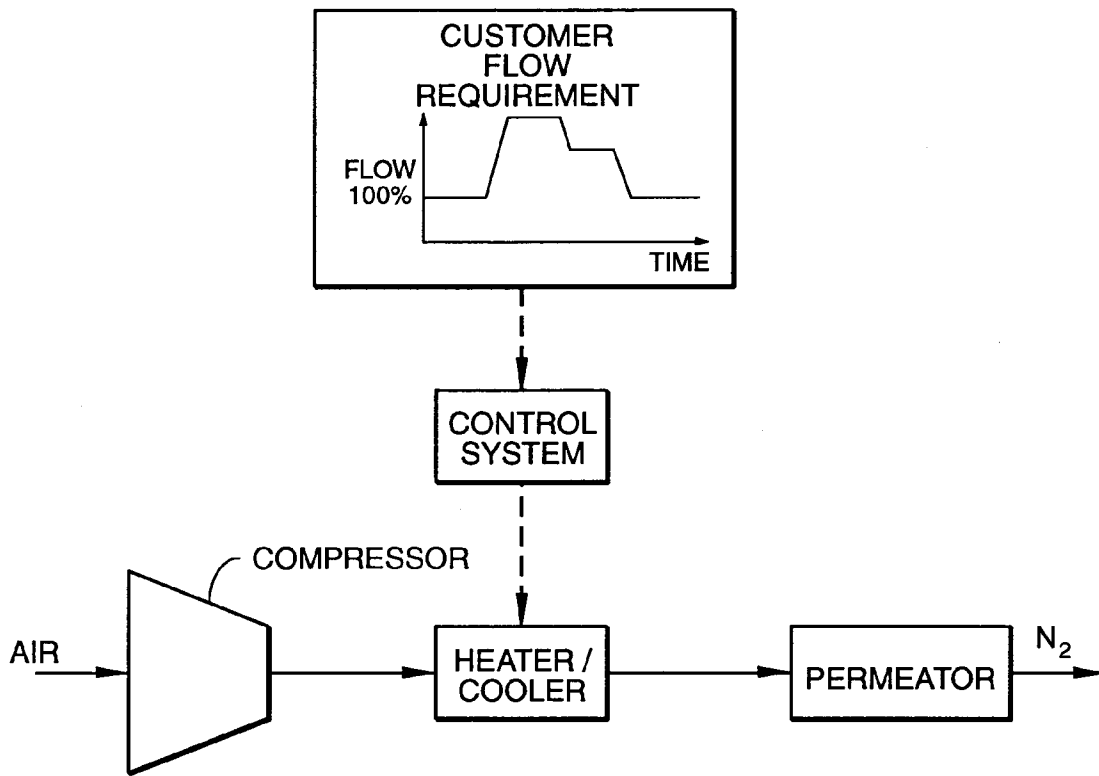 CUSTOMER
FLOW
REQUIREMENT
FLOW
100%
TIME
CONTROL
SYSTEM
COMPRESSOR
AIR
HEATER /
COOLER
PERMEATOR
N₂